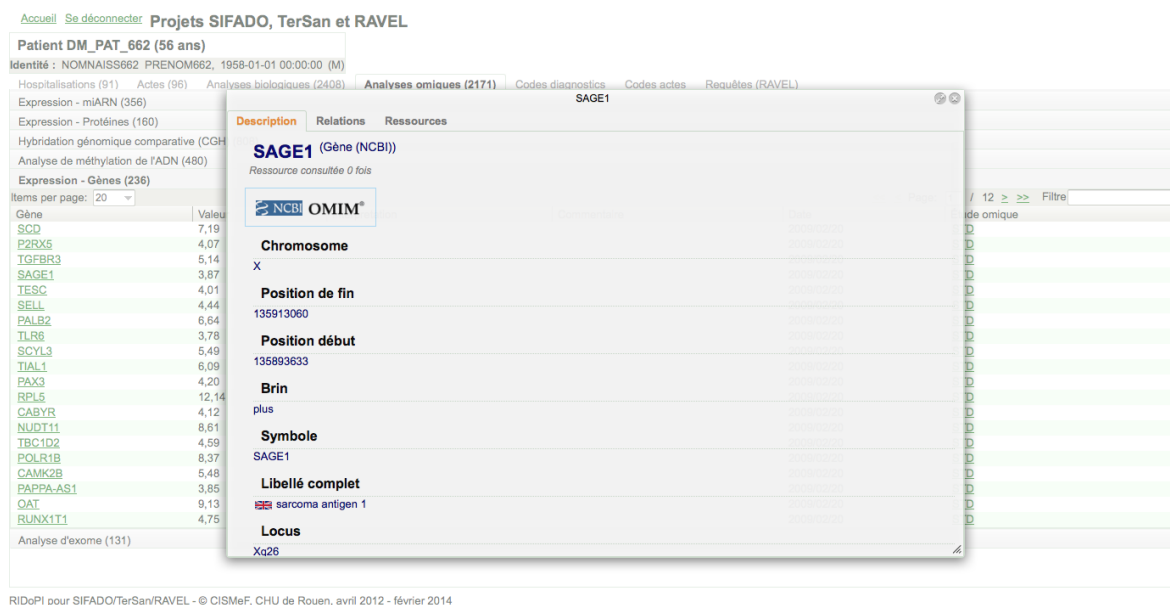 Accueil Se déconnecter Projets SIFADO, TerSan et RAVEL
Patient DM_PAT_662 (56 ans)
Identité : NOMNAISS662 PRENOM662, 1958-01-01 00:00:00 (M)
Hospitalisations (91) Actes (96) Analyses biologiques (2408) Analyses omiques (2171) Codes diagnostics Codes actes Requêtes (RAVEL)
Expression - miARN (356)
Expression - Protéines (160)
Hybridation génomique comparative (CGH
Analyse de méthylation de l'ADN (480)
Expression - Gènes (236)
Items per page: 20 / 12 > >> Filtre
Gène Valeu de omique
SCD 7,19
P2RX5 4,07
TGFBR3 5,14
SAGE1 3,87
TESC 4,01
SELL 4,44
PALB2 6,64
TLR6 3,78
SCYL3 5,49
TIAL1 6,09
PAX3 4,20
RPL5 12,14
CABYR 4,12
NUDT11 8,61
TBC1D2 4,59
POLR1B 8,37
CAMK2B 5,48
PAPPA-AS1 3,85
OAT 9,13
RUNX1T1 4,75
Analyse d'exome (131)
SAGE1
Description Relations Ressources
SAGE1 (Gène (NCBI))
Ressource consultée 0 fois
NCBI OMIM®
Chromosome
X
Position de fin
135913060
Position début
135893633
Brin
plus
Symbole
SAGE1
Libellé complet
sarcoma antigen 1
Locus
Xq26
RIDoPI pour SIFADO/TerSan/RAVEL - © CISMeF, CHU de Rouen, avril 2012 - février 2014